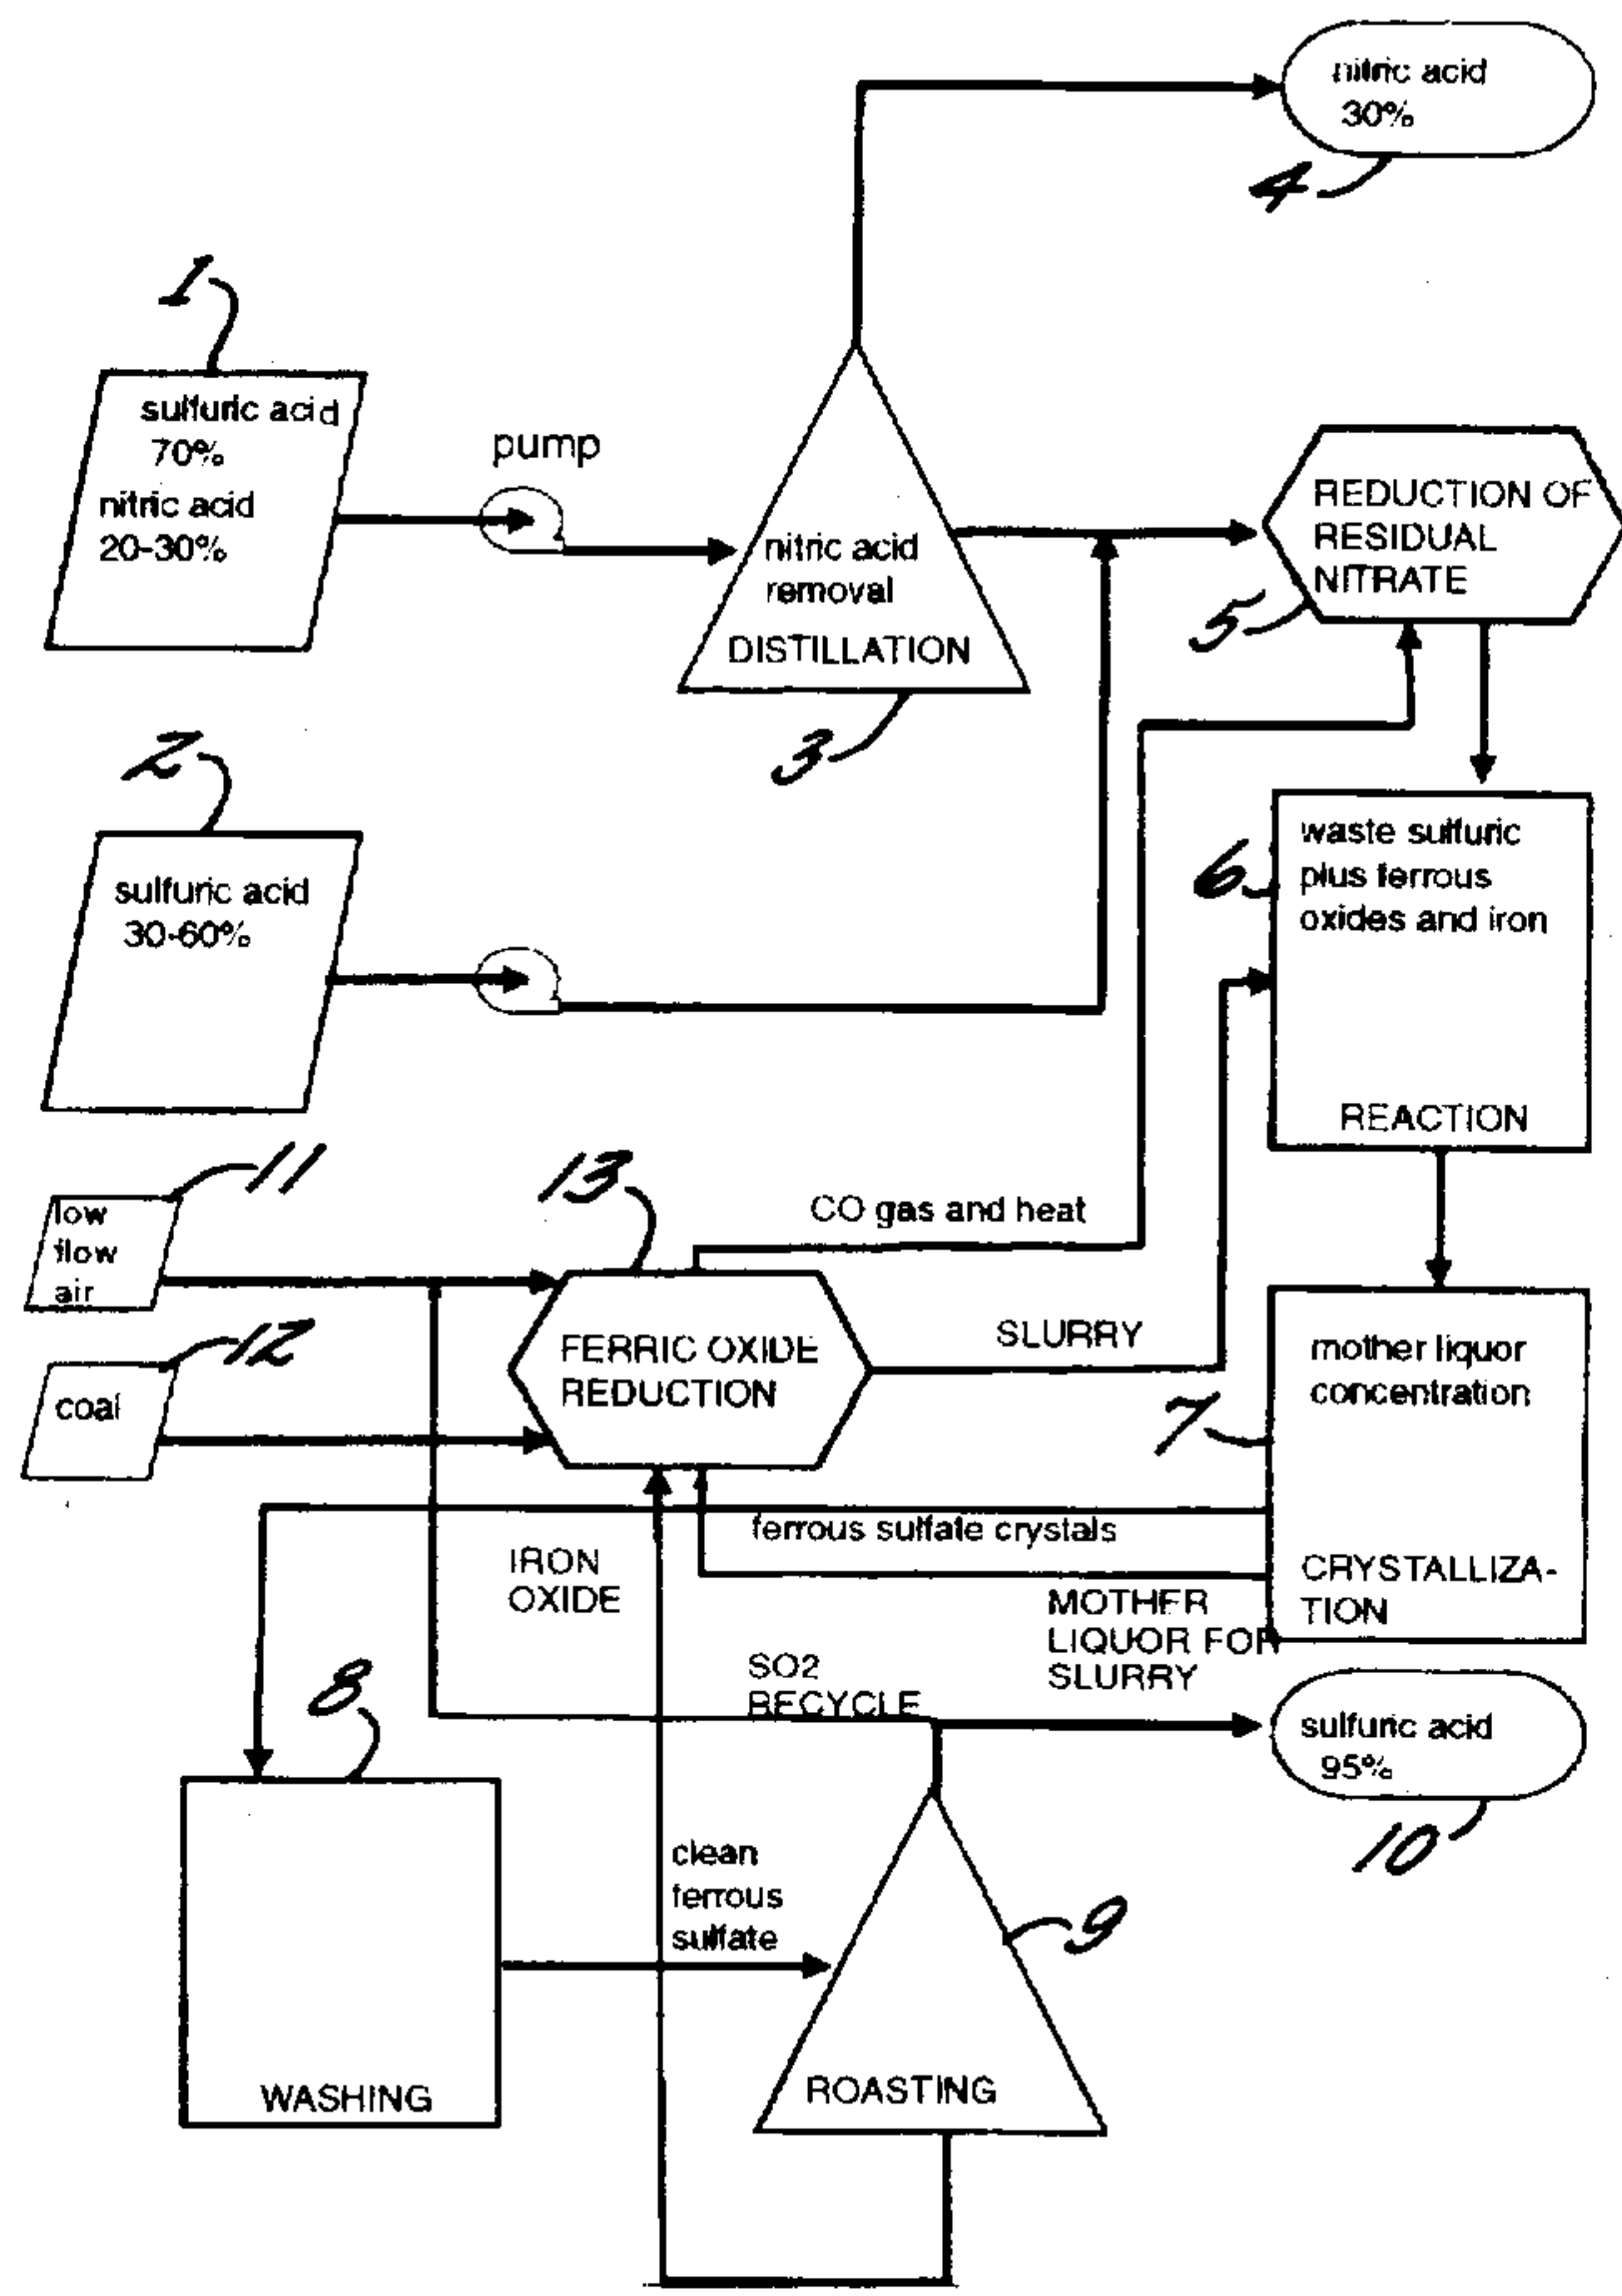 nitric acid
30%
4
1
sulfuric acid
70%
nitric acid
20-30%
pump
nitric acid
removal
DISTILLATION
3
REDUCTION OF
RESIDUAL
NITRATE
5
2
sulfuric acid
30-60%
waste sulfuric
plus ferrous
oxides and iron
REACTION
6
11
low
flow
air
12
coal
13
CO gas and heat
FERRIC OXIDE
REDUCTION
SLURRY
mother liquor
concentration
CRYSTALLIZA-
TION
7
ferrous sulfate crystals
IRON
OXIDE
MOTHER
LIQUOR FOR
SLURRY
SO2
RECYCLE
8
WASHING
clean
ferrous
sulfate
sulfuric acid
95%
10
9
ROASTING